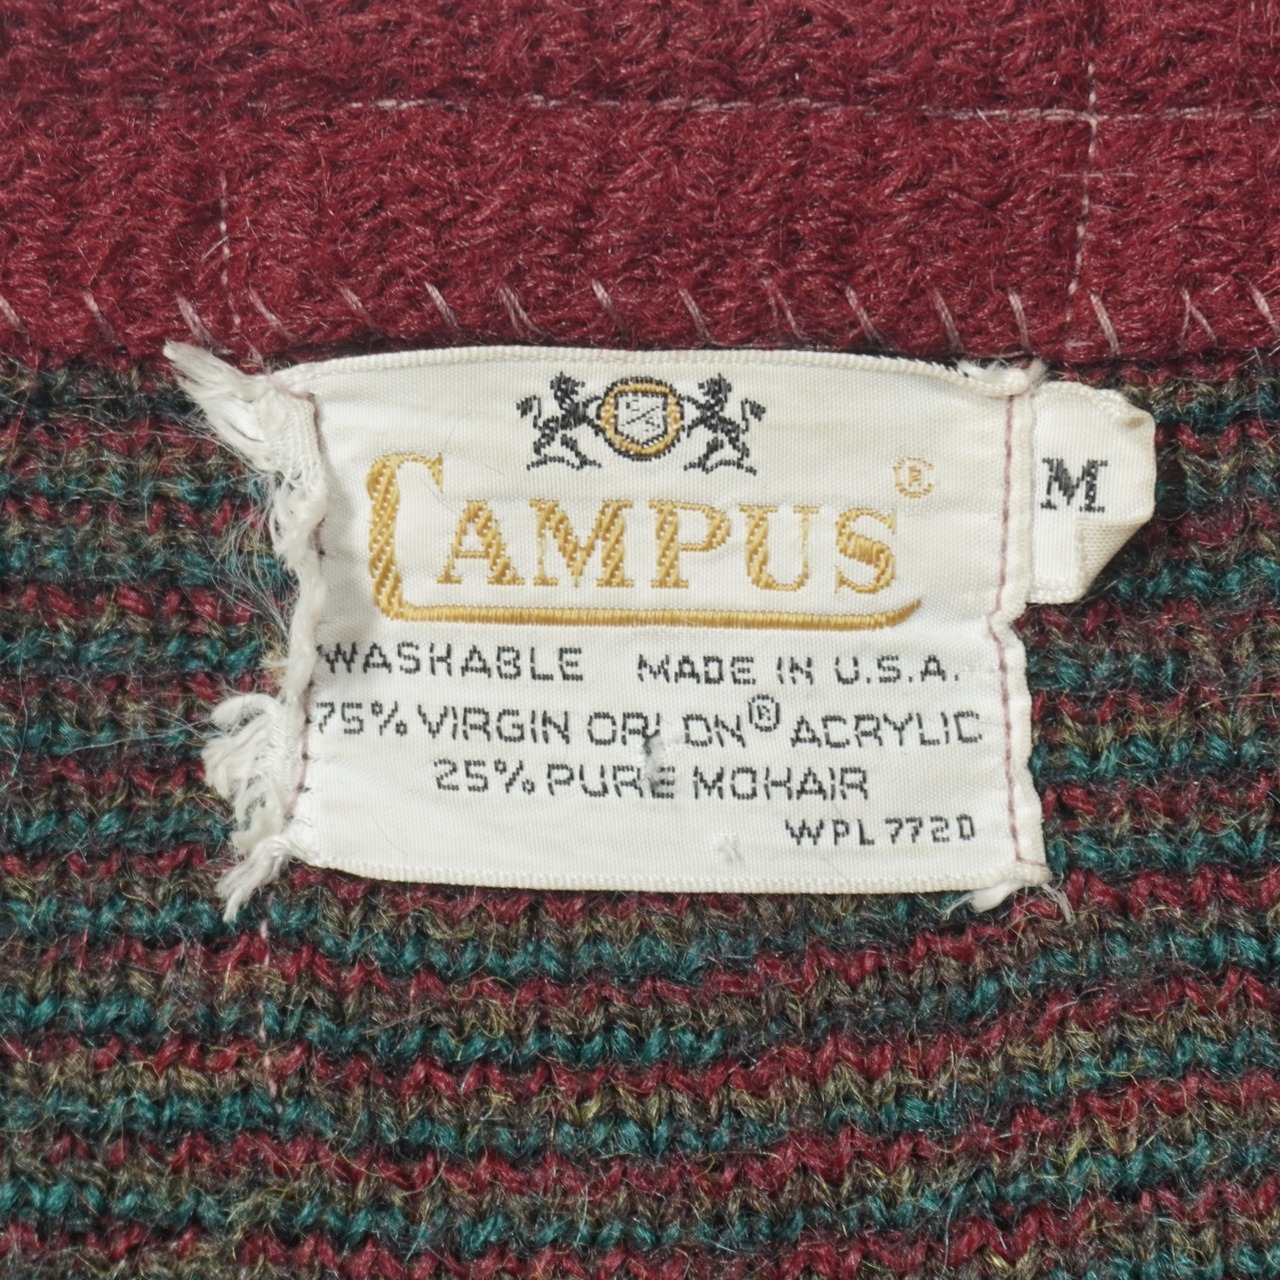 CAMPUS®
M
WASHABLE MADE IN U.S.A.
75% VIRGIN ORLON® ACRYLIC
25% PURE MOHAIR
WPL 7720